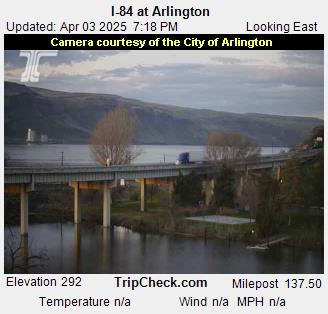 I-84 at Arlington
Updated: Apr 03 2025 7:18 PM Looking East
Camera courtesy of the City of Arlington
Elevation 292 TripCheck.com Milepost 137.50
Temperature n/a Wind n/a MPH n/a